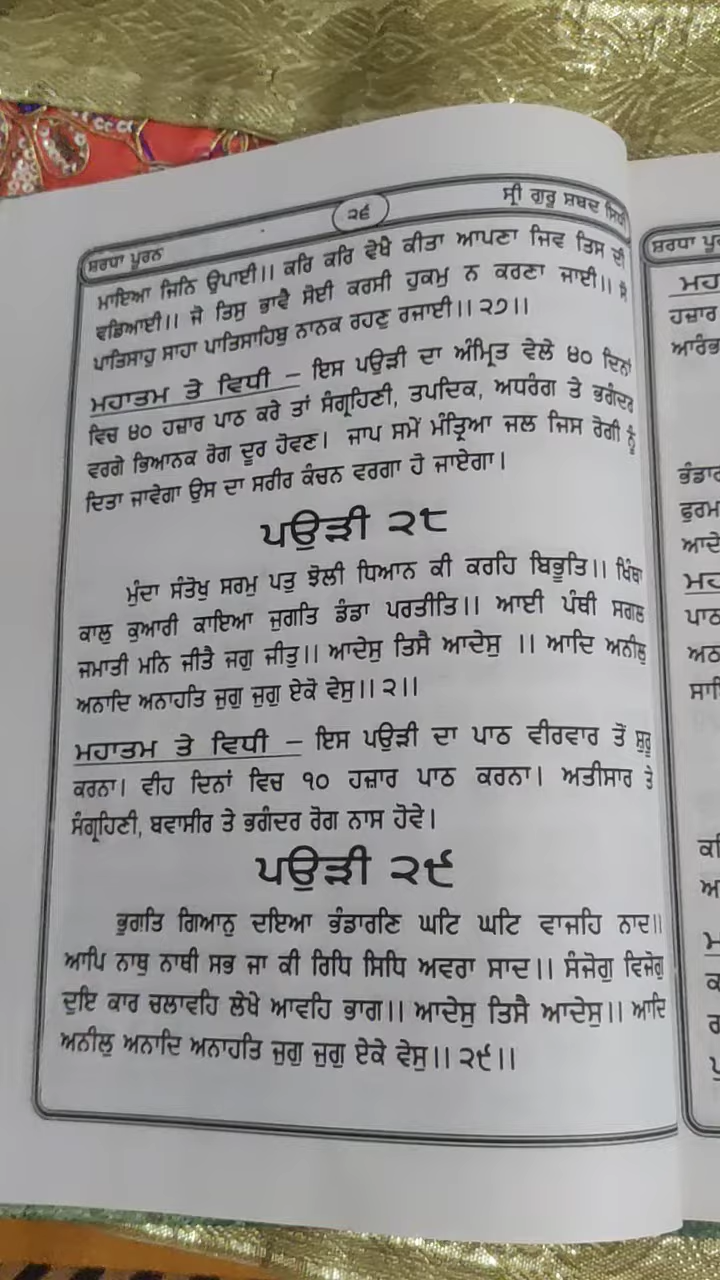 ਸ਼ਰਧਾ ਪੂਰਨ
੨੬
ਸ੍ਰੀ ਗੁਰੂ ਸ਼ਬਦ
ਮਾਇਆ ਜਿਨਿ ਉਪਾਈ।। ਕਰਿ ਕਰਿ ਵੇਖੈ ਕੀਤਾ ਆਪਣਾ ਜਿਵ ਤਿਸ ਦੀ
ਵਡਿਆਈ।। ਜੋ ਤਿਸੁ ਭਾਵੈ ਸੋਈ ਕਰਸੀ ਹੁਕਮੁ ਨ ਕਰਣਾ ਜਾਈ।। ਸੋ
ਪਾਤਿਸਾਹੁ ਸਾਹਾ ਪਾਤਿਸਾਹਿਬੁ ਨਾਨਕ ਰਹਣੁ ਰਜਾਈ।। ੨੭।।
ਮਹਾਤਮ ਤੇ ਵਿਧੀ – ਇਸ ਪਉੜੀ ਦਾ ਅੰਮ੍ਰਿਤ ਵੇਲੇ ੪੦ ਦਿਨਾਂ
ਵਿਚ ੪੦ ਹਜ਼ਾਰ ਪਾਠ ਕਰੇ ਤਾਂ ਸੰਗ੍ਰਹਿਣੀ, ਤਪਦਿਕ, ਅਧਰੰਗ ਤੇ ਭਗੰਦਰ
ਵਰਗੇ ਭਿਆਨਕ ਰੋਗ ਦੂਰ ਹੋਵਣ। ਜਾਪ ਸਮੇਂ ਮੰਤ੍ਰਿਆ ਜਲ ਜਿਸ ਰੋਗੀ ਨੂੰ
ਦਿਤਾ ਜਾਵੇਗਾ ਉਸ ਦਾ ਸਰੀਰ ਕੰਚਨ ਵਰਗਾ ਹੋ ਜਾਏਗਾ।
ਪਉੜੀ ੨੮
ਮੁੰਦਾ ਸੰਤੋਖੁ ਸਰਮੁ ਪਤੁ ਝੋਲੀ ਧਿਆਨ ਕੀ ਕਰਹਿ ਬਿਭੂਤਿ।। ਖਿੰਥਾ
ਕਾਲੁ ਕੁਆਰੀ ਕਾਇਆ ਜੁਗਤਿ ਡੰਡਾ ਪਰਤੀਤਿ।। ਆਈ ਪੰਥੀ ਸਗਲ
ਜਮਾਤੀ ਮਨਿ ਜੀਤੈ ਜਗੁ ਜੀਤੁ।। ਆਦੇਸੁ ਤਿਸੈ ਆਦੇਸੁ ।। ਆਦਿ ਅਨੀਲੁ
ਅਨਾਦਿ ਅਨਾਹਤਿ ਜੁਗੁ ਜੁਗੁ ਏਕੋ ਵੇਸੁ।। ੨।।
ਮਹਾਤਮ ਤੇ ਵਿਧੀ – ਇਸ ਪਉੜੀ ਦਾ ਪਾਠ ਵੀਰਵਾਰ ਤੋਂ ਸ਼ੁਰੂ
ਕਰਨਾ। ਵੀਹ ਦਿਨਾਂ ਵਿਚ ੧੦ ਹਜ਼ਾਰ ਪਾਠ ਕਰਨਾ। ਅਤੀਸਾਰ ਤੇ
ਸੰਗ੍ਰਹਿਣੀ, ਬਵਾਸੀਰ ਤੇ ਭਗੰਦਰ ਰੋਗ ਨਾਸ ਹੋਵੇ।
ਪਉੜੀ ੨੯
ਭੁਗਤਿ ਗਿਆਨੁ ਦਇਆ ਭੰਡਾਰਣਿ ਘਟਿ ਘਟਿ ਵਾਜਹਿ ਨਾਦ॥
ਆਪਿ ਨਾਥੁ ਨਾਥੀ ਸਭ ਜਾ ਕੀ ਰਿਧਿ ਸਿਧਿ ਅਵਰਾ ਸਾਦ।। ਸੰਜੋਗੁ ਵਿਜੋਗੁ
ਦੁਇ ਕਾਰ ਚਲਾਵਹਿ ਲੇਖੇ ਆਵਹਿ ਭਾਗ।। ਆਦੇਸੁ ਤਿਸੈ ਆਦੇਸੁ।। ਆਦਿ
ਅਨੀਲੁ ਅਨਾਦਿ ਅਨਾਹਤਿ ਜੁਗੁ ਜੁਗੁ ਏਕੇ ਵੇਸੁ।। ੨੯।।
ਸ਼ਰਧਾ
ਹਜ਼ਾਰ
ਪਾਠ